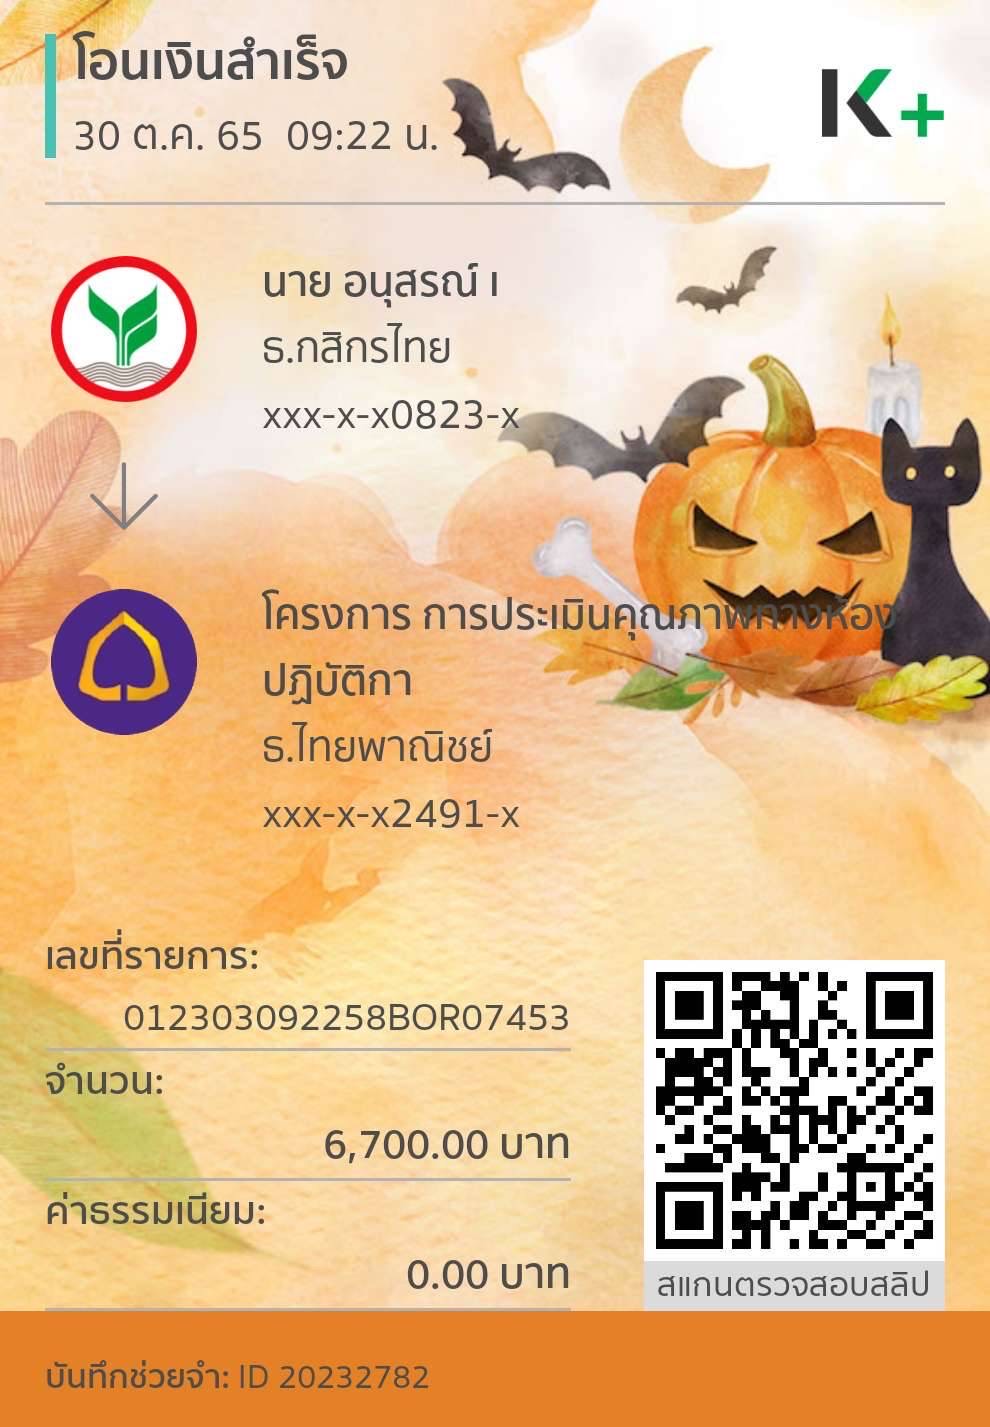 โอนเงินสำเร็จ
30 ต.ค. 65 09:22 น.
K+
นาย อนุสรณ์ เ
ธ.กสิกรไทย
xxx-x-x0823-x
โครงการ การประเมินคุณภาพทางห้อง
ปฏิบัติกา
ธ.ไทยพาณิชย์
xxx-x-x2491-x
เลขที่รายการ:
012303092258BOR07453
จำนวน:
6,700.00 บาท
ค่าธรรมเนียม:
0.00 บาท
สแกนตรวจสอบสลิป
บันทึกช่วยจำ: ID 20232782